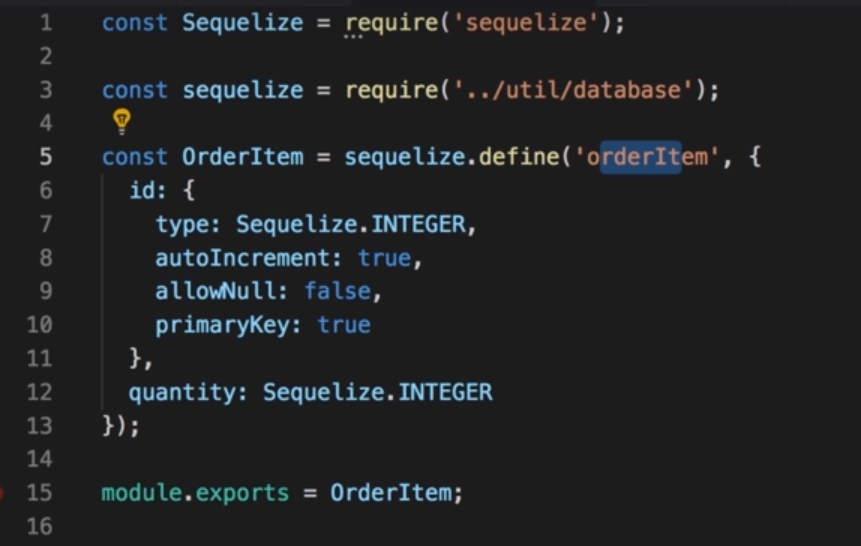 1 const Sequelize = require('sequelize');
2
3 const sequelize = require('../util/database');
4
5 const OrderItem = sequelize.define('orderItem', {
6   id: {
7     type: Sequelize.INTEGER,
8     autoIncrement: true,
9     allowNull: false,
10     primaryKey: true
11   },
12   quantity: Sequelize.INTEGER
13 });
14
15 module.exports = OrderItem;
16